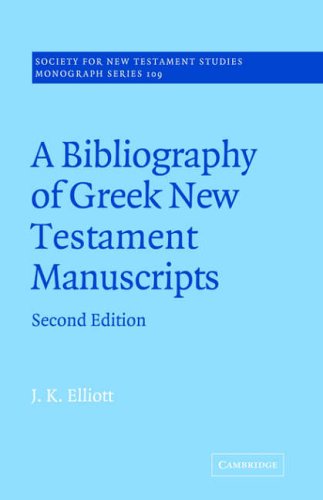 SOCIETY FOR NEW TESTAMENT STUDIES
MONOGRAPH SERIES 109
A Bibliography
of Greek New
Testament
Manuscripts
Second Edition
J. K. Elliott
CAMBRIDGE